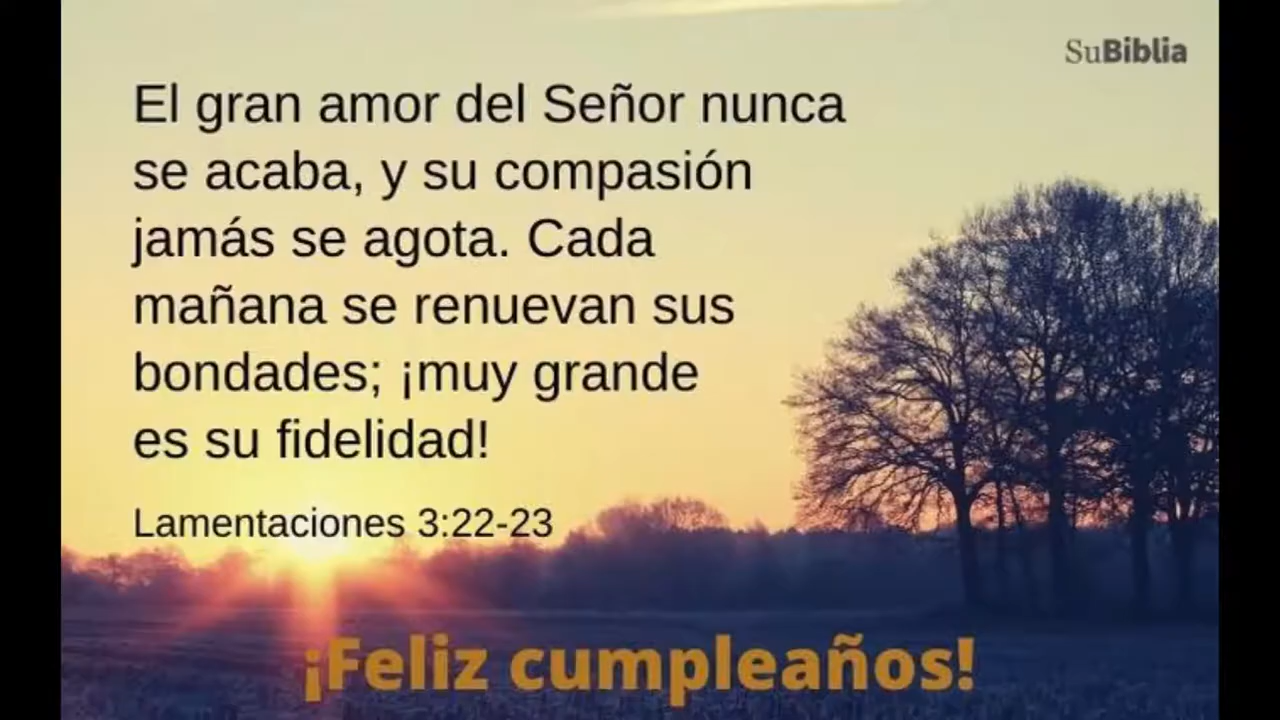 SuBiblia
El gran amor del Señor nunca
se acaba, y su compasión
jamás se agota. Cada
mañana se renuevan sus
bondades; ¡muy grande
es su fidelidad!
Lamentaciones 3:22-23
¡Feliz cumpleaños!